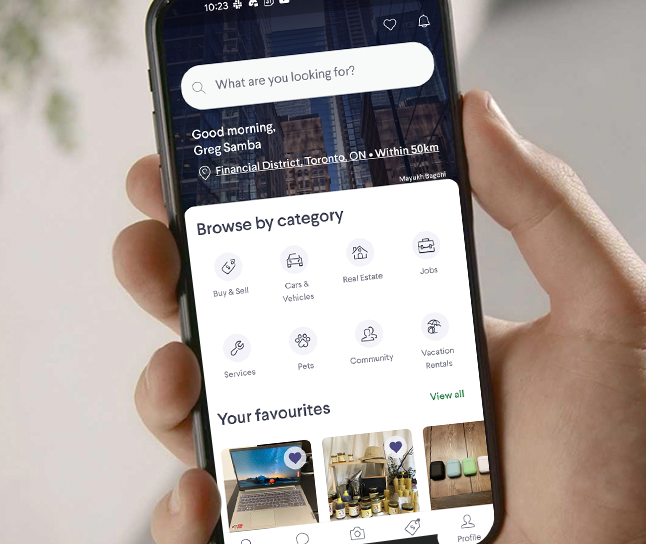 10:23
What are you looking for?
Good morning,
Greg Samba
Financial District, Toronto, ON • Within 50km
Mayukh Bagchi
Browse by category
Buy & Sell
Cars &
Vehicles
Real Estate
Jobs
Services
Pets
Community
Vacation
Rentals
Your favourites
View all
Profile